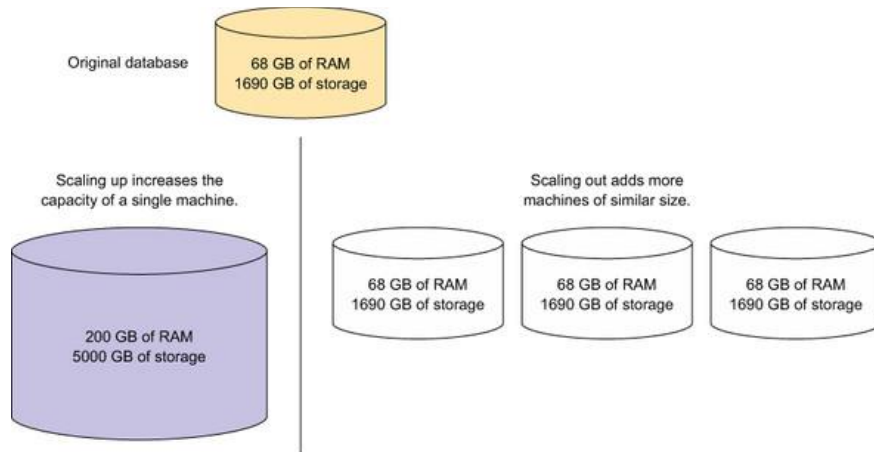 Original database
68 GB of RAM
1690 GB of storage
Scaling up increases the
capacity of a single machine.
200 GB of RAM
5000 GB of storage
Scaling out adds more
machines of similar size.
68 GB of RAM
1690 GB of storage
68 GB of RAM
1690 GB of storage
68 GB of RAM
1690 GB of storage